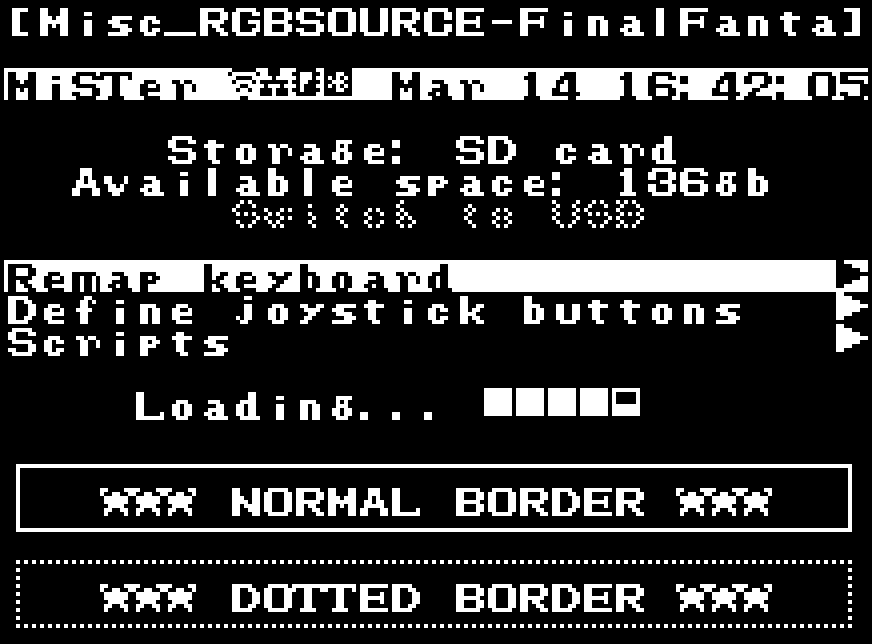 [Misc_RGBSOURCE-FinalFanta]
MiSTer Mar 14 16:42:05
Storage: SD card
Available space: 136gb
Switch to USB
Remap keyboard
Define joystick buttons
Scripts
Loading...
★★★ NORMAL BORDER ★★★
★★★ DOTTED BORDER ★★★